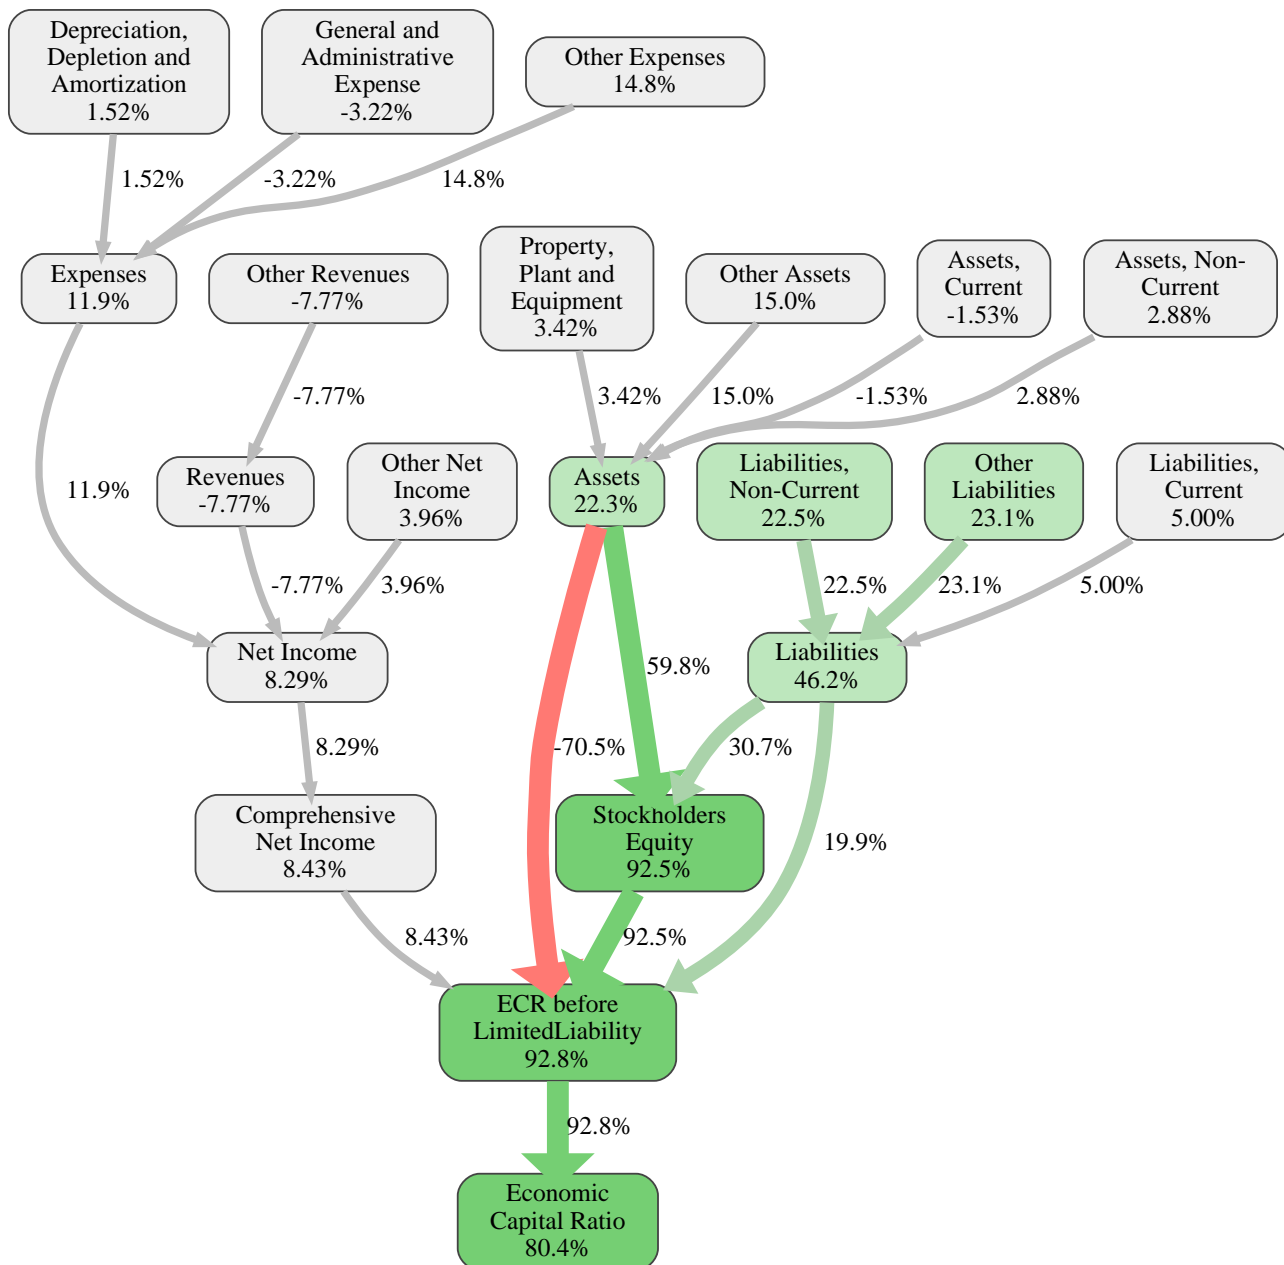 Depreciation,
Depletion and
Amortization
1.52%
General and
Administrative
Expense
-3.22%
Other Expenses
14.8%
1.52%
-3.22%
14.8%
Expenses
11.9%
Other Revenues
-7.77%
Property,
Plant and
Equipment
3.42%
Other Assets
15.0%
Assets,
Current
-1.53%
Assets, Non-
Current
2.88%
-7.77%
3.42%
15.0%
-1.53%
2.88%
11.9%
Revenues
-7.77%
Other Net
Income
3.96%
Assets
22.3%
Liabilities,
Non-Current
22.5%
Other
Liabilities
23.1%
Liabilities,
Current
5.00%
-7.77%
3.96%
22.5%
23.1%
5.00%
Net Income
8.29%
59.8%
Liabilities
46.2%
8.29%
-70.5%
30.7%
Comprehensive
Net Income
8.43%
Stockholders
Equity
92.5%
19.9%
8.43%
92.5%
ECR before
LimitedLiability
92.8%
92.8%
Economic
Capital Ratio
80.4%